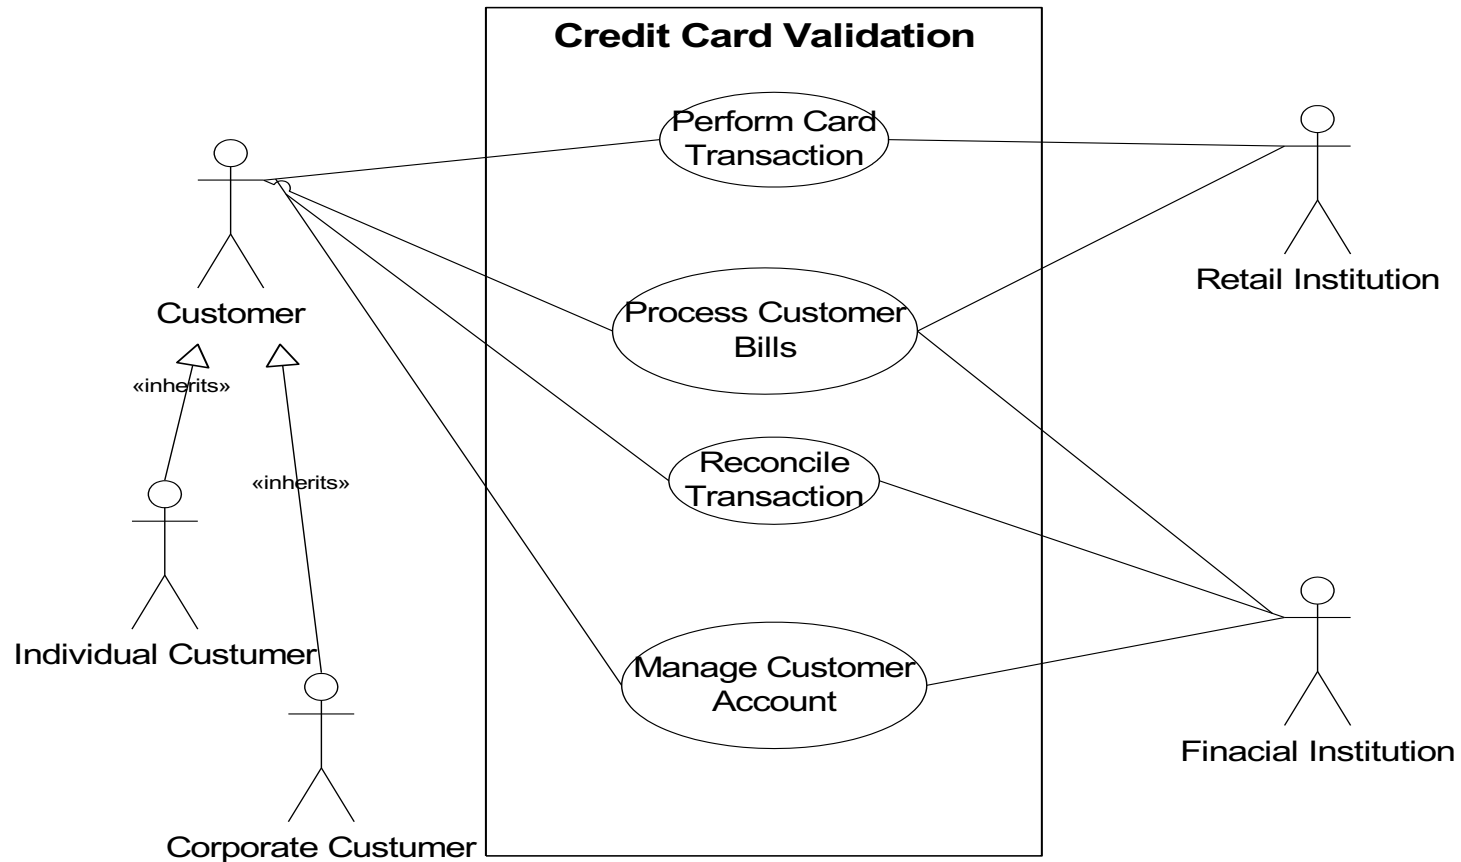 Credit Card Validation
Perform Card
Transaction
Customer
Retail Institution
Process Customer
Bills
«inherits»
«inherits»
Reconcile
Transaction
Individual Custumer
Manage Customer
Account
Finacial Institution
Corporate Custumer